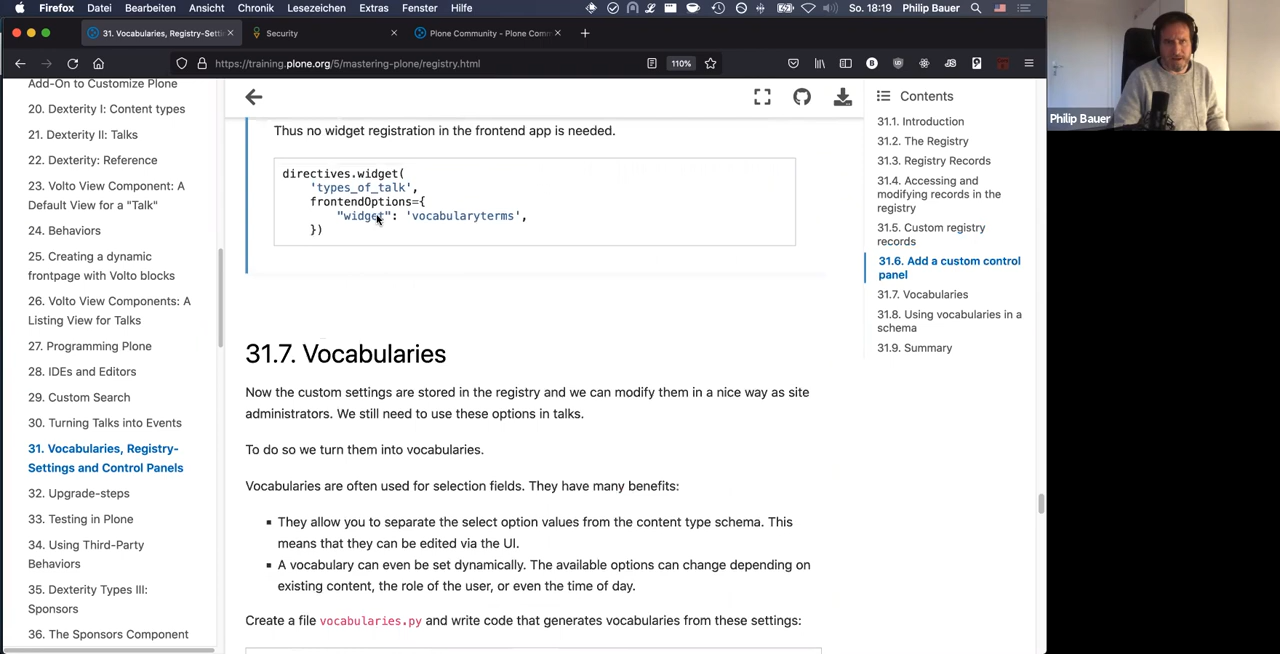 Firefox Datei Bearbeiten Ansicht Chronik Lesezeichen Extras Fenster Hilfe So. 18:19 Philip Bauer
31. Vocabularies, Registry-Setti
Security
Plone Community - Plone Comm
https://training.plone.org/5/mastering-plone/registry.html
110%
Philip Bauer
Add-On to Customize Plone
20. Dexterity I: Content types
21. Dexterity II: Talks
22. Dexterity: Reference
23. Volto View Component: A
Default View for a "Talk"
24. Behaviors
25. Creating a dynamic
frontpage with Volto blocks
26. Volto View Components: A
Listing View for Talks
27. Programming Plone
28. IDEs and Editors
29. Custom Search
30. Turning Talks into Events
31. Vocabularies, Registry-
Settings and Control Panels
32. Upgrade-steps
33. Testing in Plone
34. Using Third-Party
Behaviors
35. Dexterity Types III:
Sponsors
36. The Sponsors Component
Thus no widget registration in the frontend app is needed.
directives.widget(
'types_of_talk',
frontendOptions={
"widget": 'vocabularyterms',
})
31.7. Vocabularies
Now the custom settings are stored in the registry and we can modify them in a nice way as site
administrators. We still need to use these options in talks.
To do so we turn them into vocabularies.
Vocabularies are often used for selection fields. They have many benefits:
They allow you to separate the select option values from the content type schema. This
means that they can be edited via the UI.
A vocabulary can even be set dynamically. The available options can change depending on
existing content, the role of the user, or even the time of day.
Create a file vocabularies.py and write code that generates vocabularies from these settings:
Contents
31.1. Introduction
31.2. The Registry
31.3. Registry Records
31.4. Accessing and
modifying records in the
registry
31.5. Custom registry
records
31.6. Add a custom control
panel
31.7. Vocabularies
31.8. Using vocabularies in a
schema
31.9. Summary